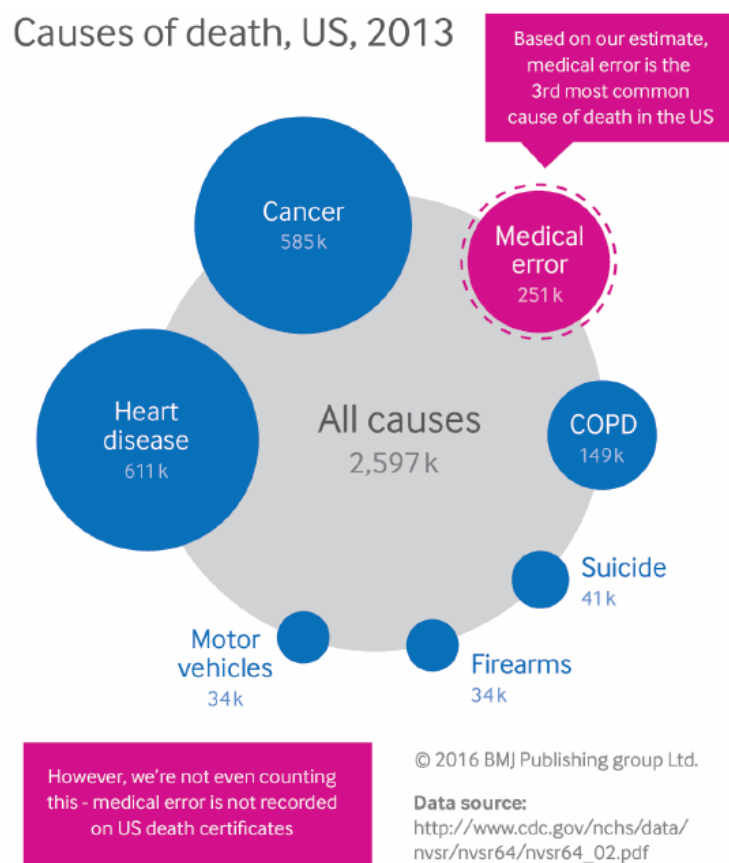 Causes of death, US, 2013
Based on our estimate,
medical error is the
3rd most common
cause of death in the US
Cancer
585k
Medical
error
251k
Heart
disease
611k
All causes
2,597k
COPD
149k
Suicide
41k
Motor
vehicles
34k
Firearms
34k
However, we're not even counting
this - medical error is not recorded
on US death certificates
© 2016 BMJ Publishing group Ltd.
Data source:
http://www.cdc.gov/nchs/data/
nvsr/nvsr64/nvsr64_02.pdf